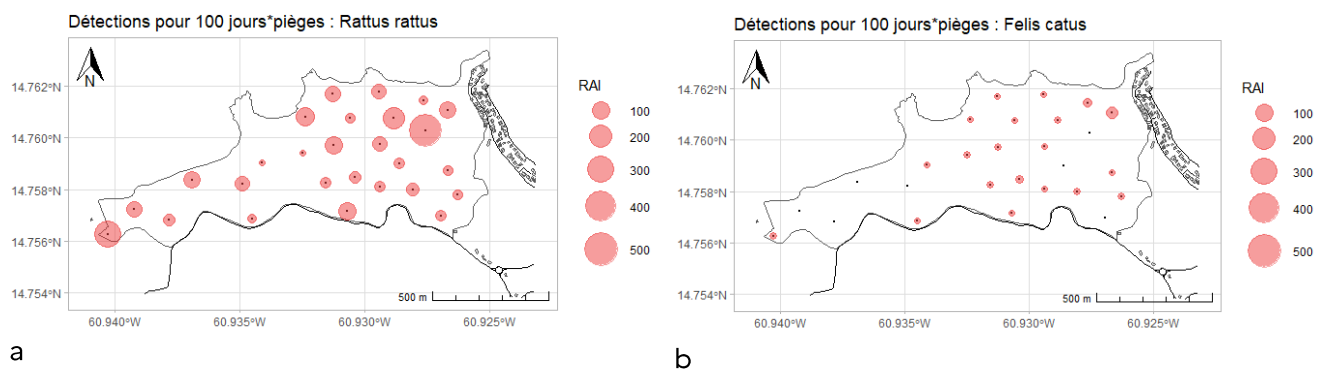 Détections pour 100 jours*pièges : Rattus rattus
N
14.762°N
14.760°N
14.758°N
14.756°N
14.754°N
60.940°W
60.935°W
60.930°W
60.925°W
500 m
RAI
100
200
300
400
500
a
Détections pour 100 jours*pièges : Felis catus
N
14.762°N
14.760°N
14.758°N
14.756°N
14.754°N
60.940°W
60.935°W
60.930°W
60.925°W
500 m
RAI
100
200
300
400
500
b